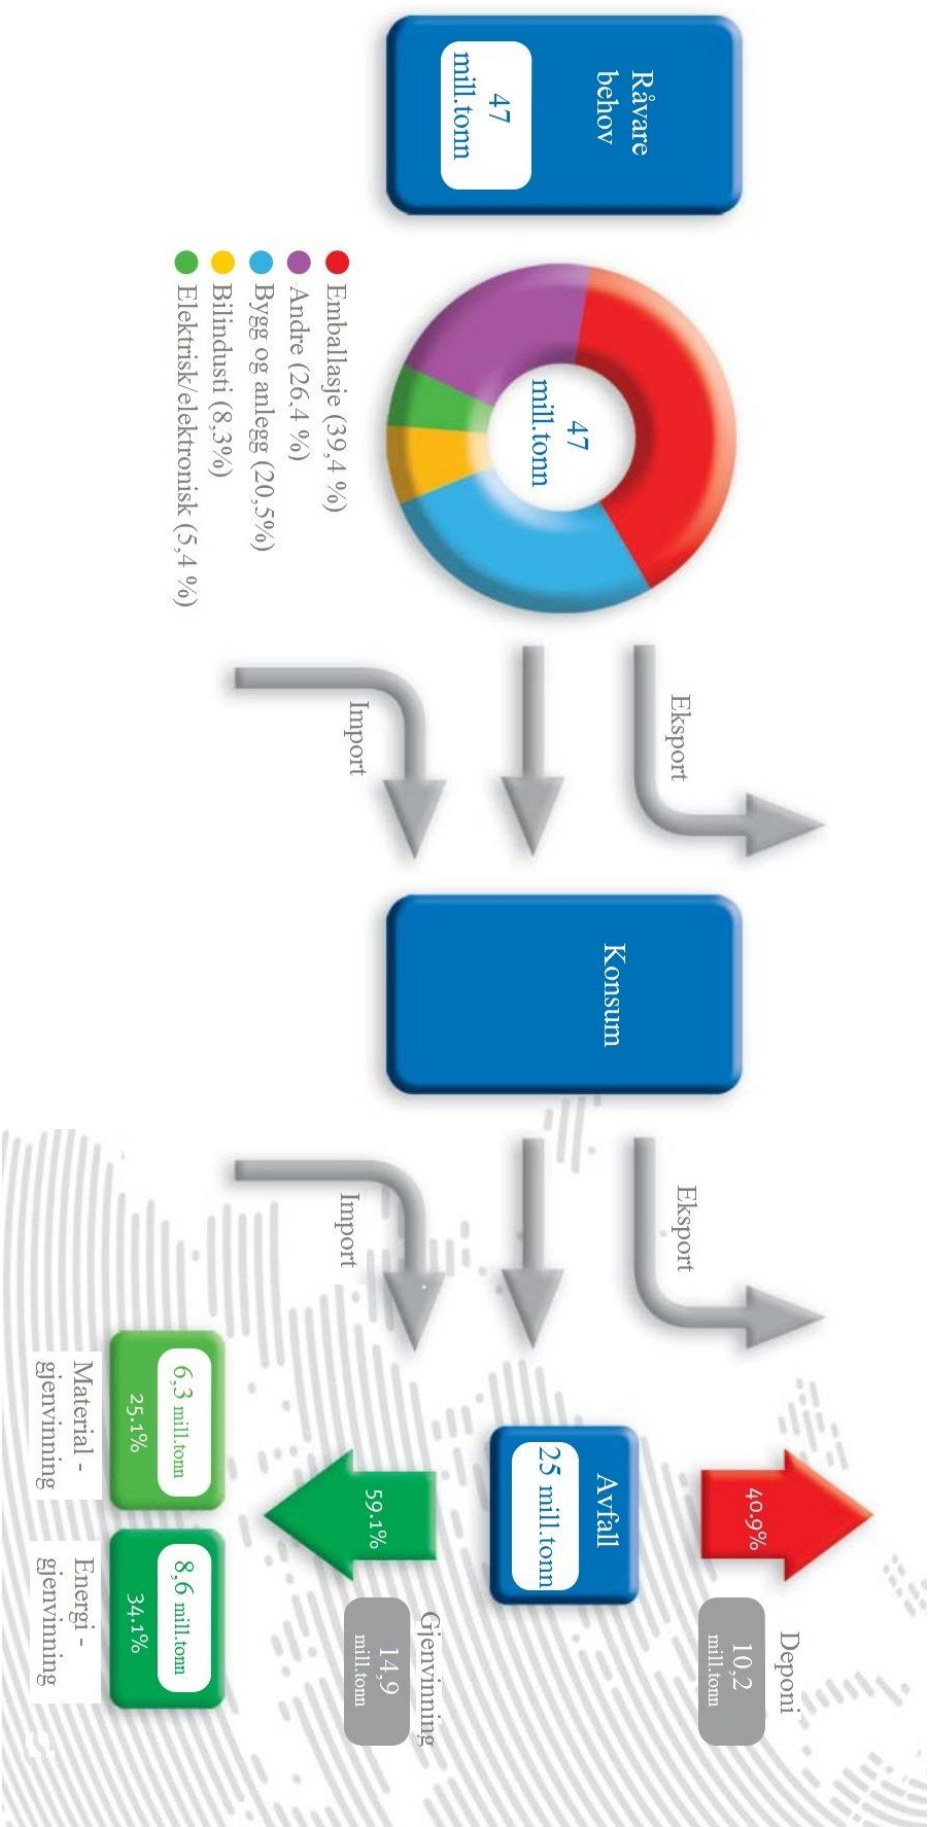 Råvare
behov
47
mill.tonn
47
mill.tonn
Emballasje (39,4 %)
Andre (26,4 %)
Bygg og anlegg (20,5%)
Bilindusti (8,3%)
Elektrisk/elektronisk (5,4 %)
Eksport
Import
Konsum
Eksport
Import
40.9%
Deponi
10,2
mill.tonn
Avfall
25 mill.tonn
59.1%
Gjenvinning
14,9
mill.tonn
6,3 mill.tonn
25.1%
Material -
gjenvinning
8,6 mill.tonn
34.1%
Energi -
gjenvinning